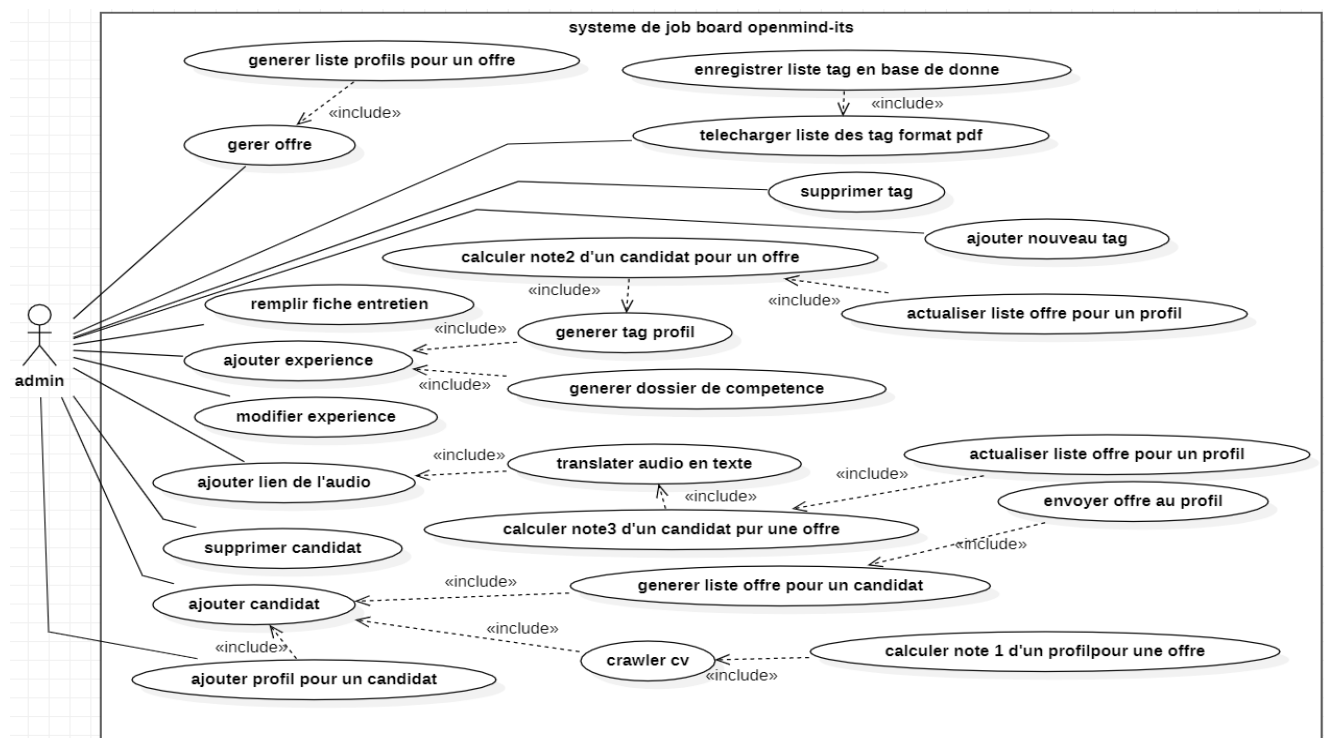 systeme de job board openmind-its
generer liste profils pour un offre
enregistrer liste tag en base de donne
«include»
«include»
gerer offre
telecharger liste des tag format pdf
supprimer tag
ajouter nouveau tag
calculer note2 d'un candidat pour un offre
«include»
«include»
remplir fiche entretien
actualiser liste offre pour un profil
«include»
generer tag profil
ajouter experience
admin
«include»
generer dossier de competence
modifier experience
«include»
actualiser liste offre pour un profil
translater audio en texte
«include»
ajouter lien de l'audio
«include»
envoyer offre au profil
calculer note3 d'un candidat pur une offre
«include»
supprimer candidat
«include»
generer liste offre pour un candidat
ajouter candidat
«include»
«include»
calculer note 1 d'un profilpour une offre
crawler cv
«include»
ajouter profil pour un candidat